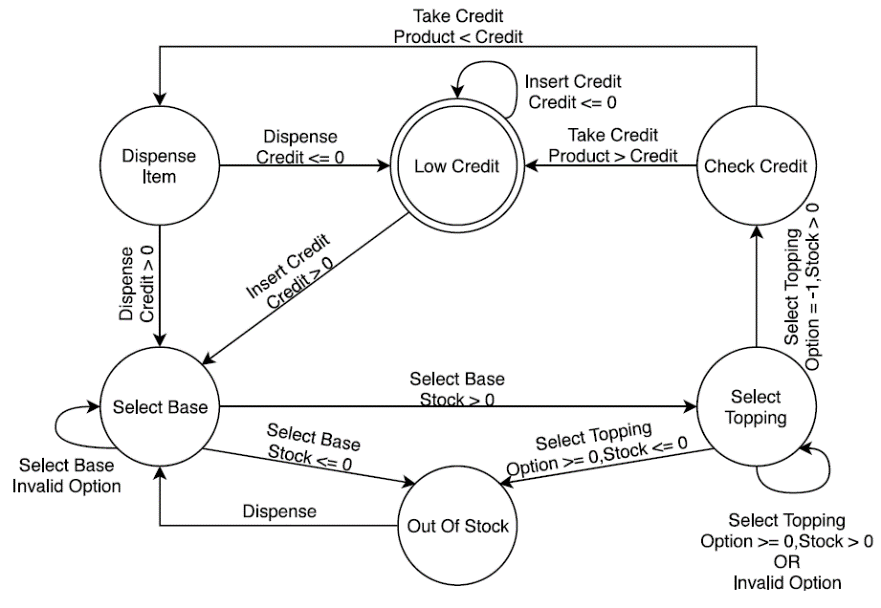 Take Credit
Product < Credit
Insert Credit
Credit <= 0
Dispense
Credit <= 0
Take Credit
Product > Credit
Dispense
Item
Low Credit
Check Credit
Dispense
Credit > 0
Insert Credit
Credit > 0
Select Topping
Option = -1,Stock > 0
Select Base
Select Base
Stock > 0
Select
Topping
Select Base
Invalid Option
Select Base
Stock <= 0
Select Topping
Option >= 0,Stock <= 0
Dispense
Out Of Stock
Select Topping
Option >= 0,Stock > 0
OR
Invalid Option